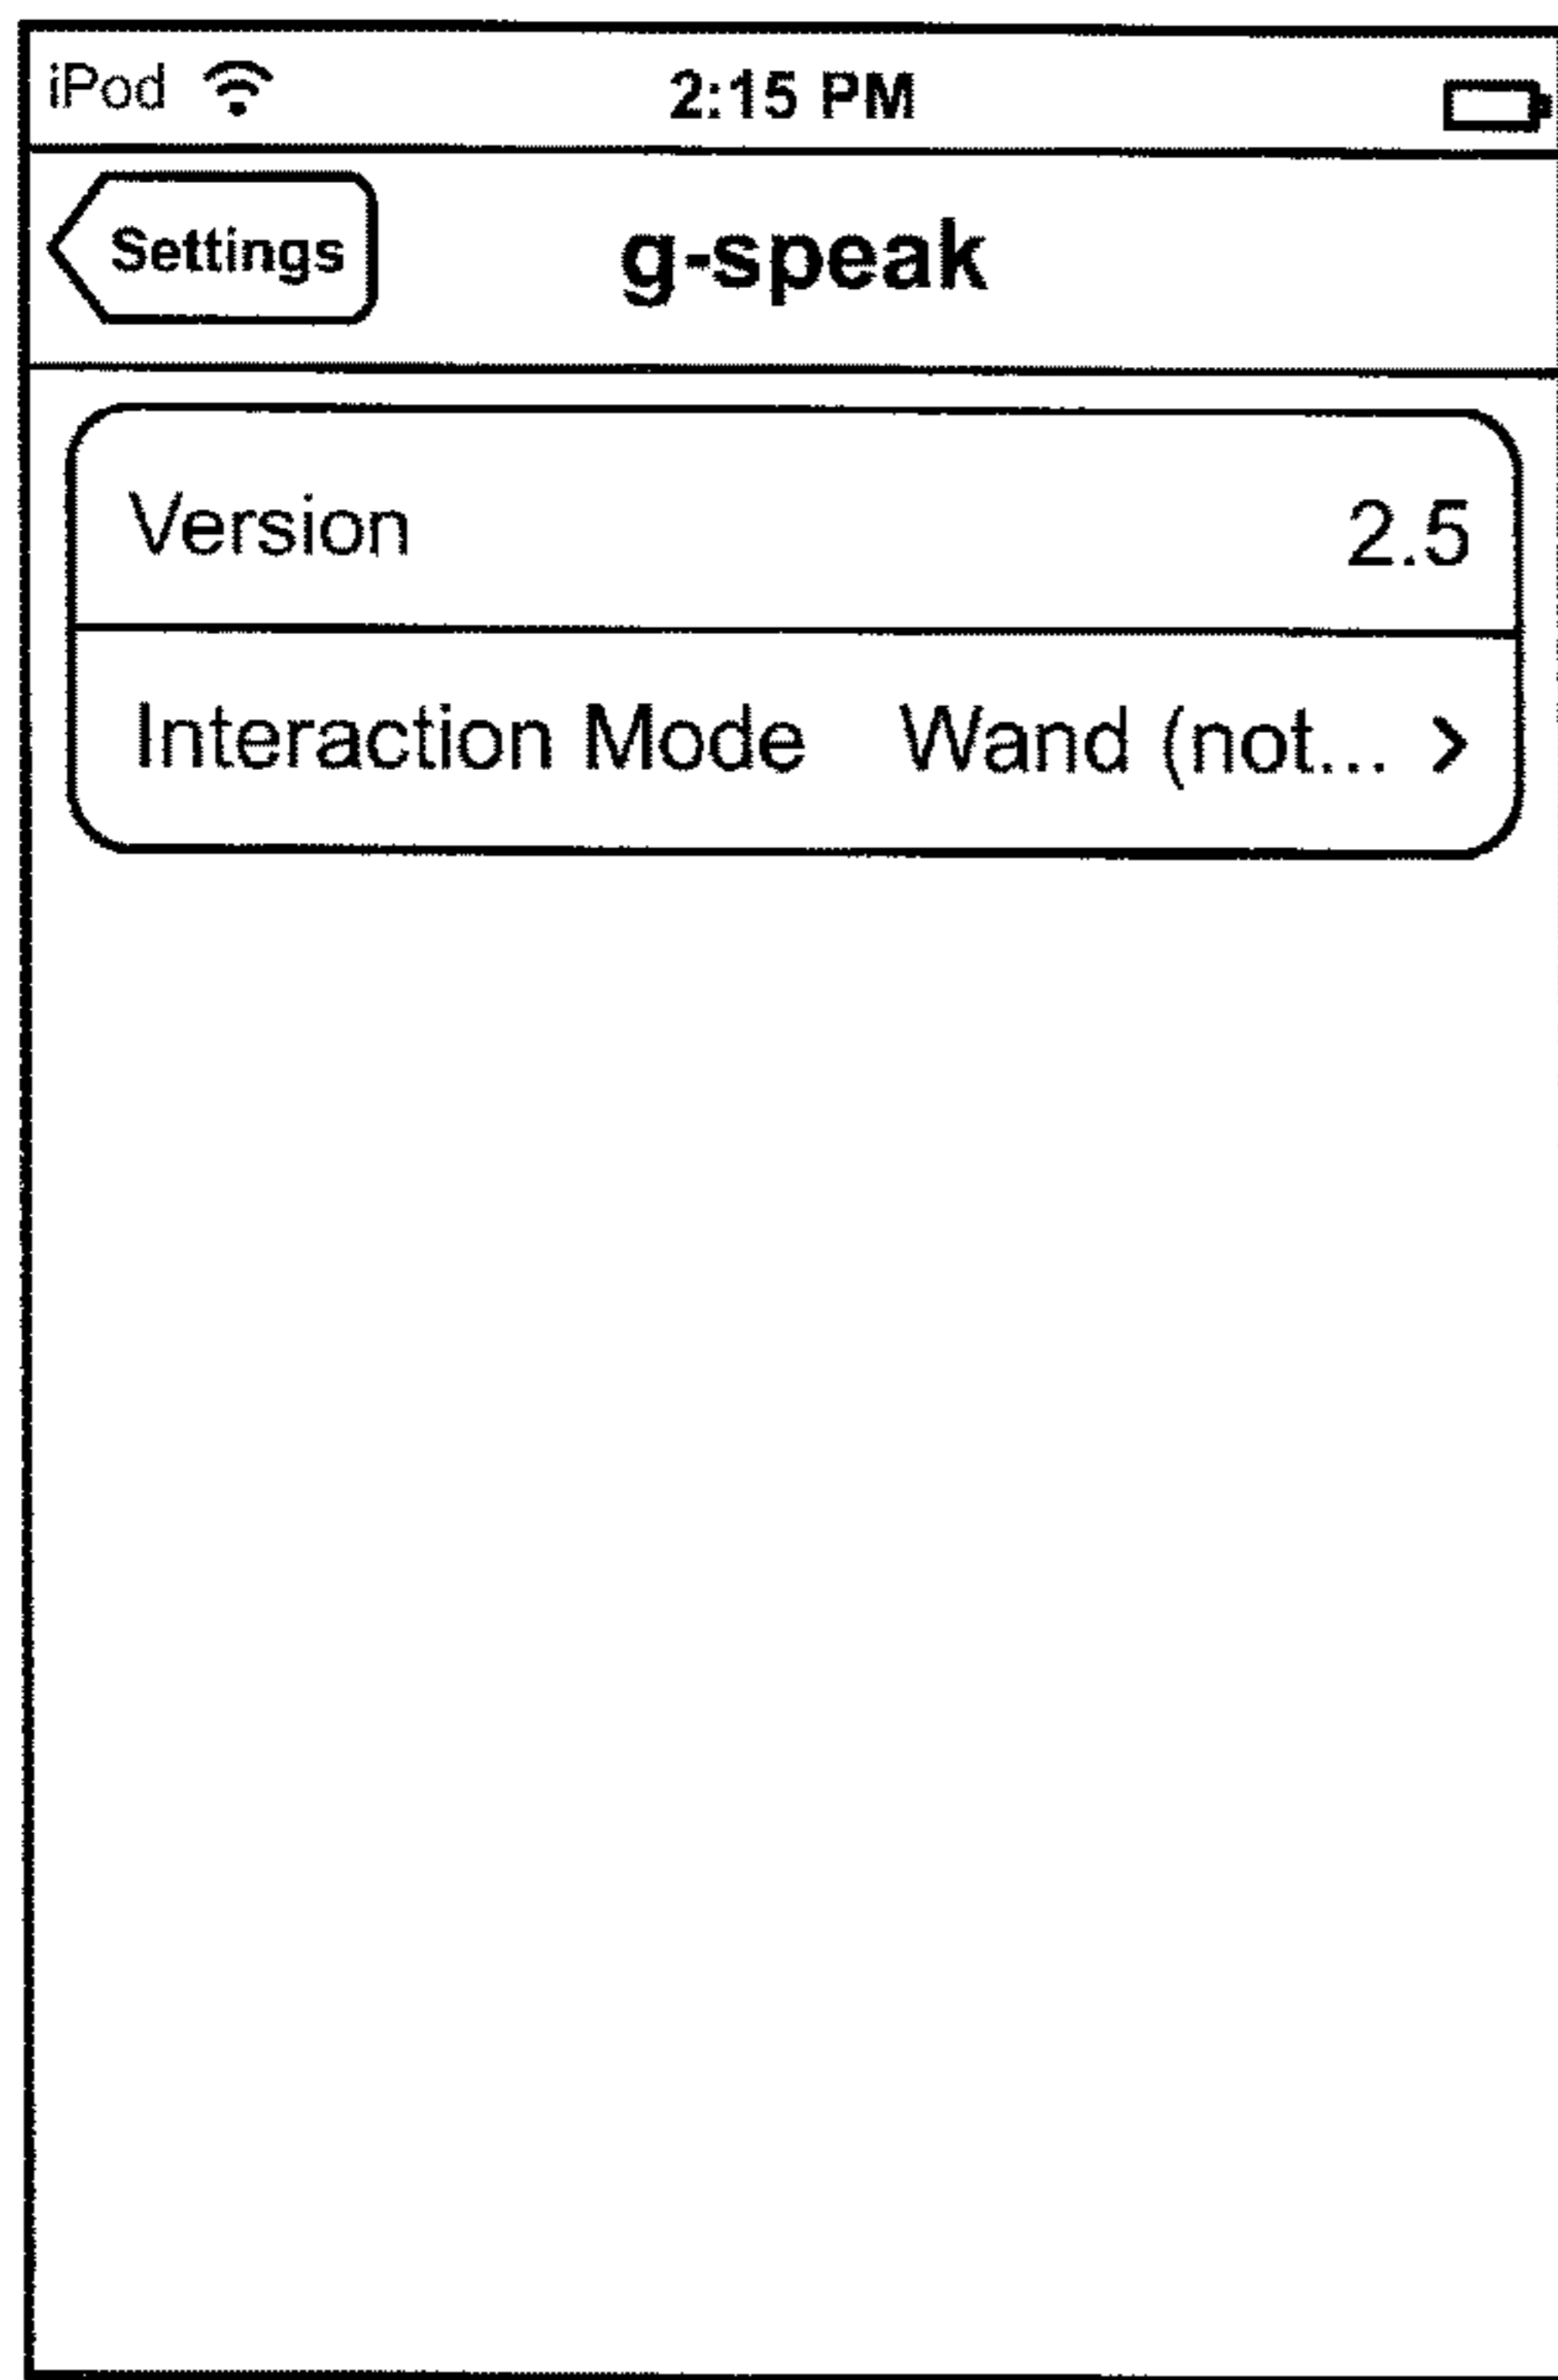 iPod 2:15 PM
Settings g-speak
Version 2.5
Interaction Mode Wand (not... >